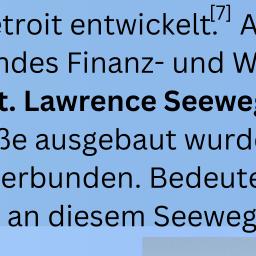 etroit entwickelt.[7] A
ndes Finanz- und W
t. Lawrence Seeweg
ße ausgebaut wurde
erbunden. Bedeute
an diesem Seeweg